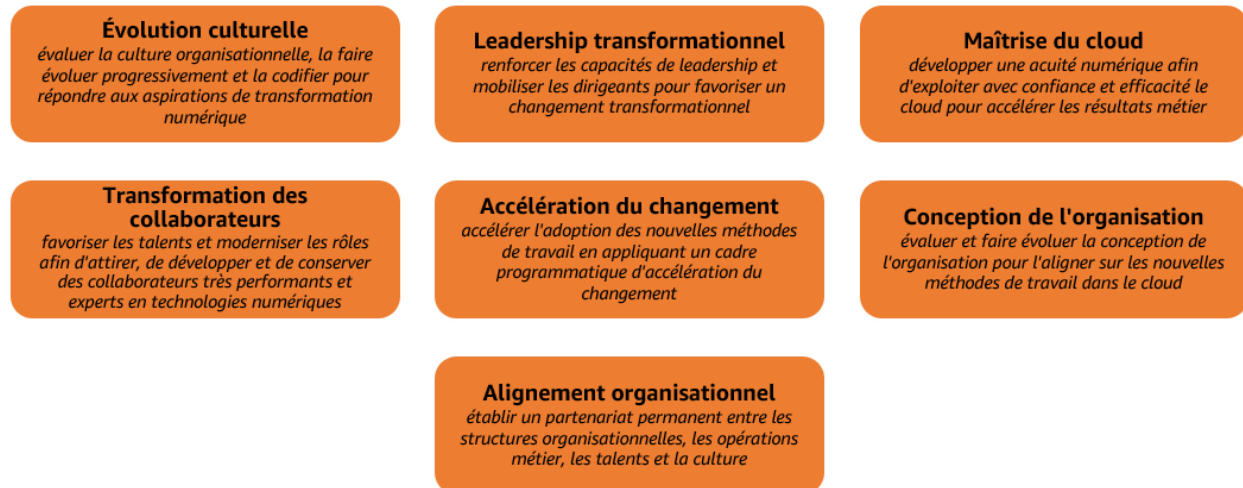 Évolution culturelle
évaluer la culture organisationnelle, la faire
évoluer progressivement et la codifier pour
répondre aux aspirations de transformation
numérique
Leadership transformationnel
renforcer les capacités de leadership et
mobiliser les dirigeants pour favoriser un
changement transformationnel
Maîtrise du cloud
développer une acuité numérique afin
d'exploiter avec confiance et efficacité le
cloud pour accélérer les résultats métier
Transformation des
collaborateurs
favoriser les talents et moderniser les rôles
afin d'attirer, de développer et de conserver
des collaborateurs très performants et
experts en technologies numériques
Accélération du changement
accélérer l'adoption des nouvelles méthodes
de travail en appliquant un cadre
programmatique d'accélération du
changement
Conception de l'organisation
évaluer et faire évoluer la conception de
l'organisation pour l'aligner sur les nouvelles
méthodes de travail dans le cloud
Alignement organisationnel
établir un partenariat permanent entre les
structures organisationnelles, les opérations
métier, les talents et la culture